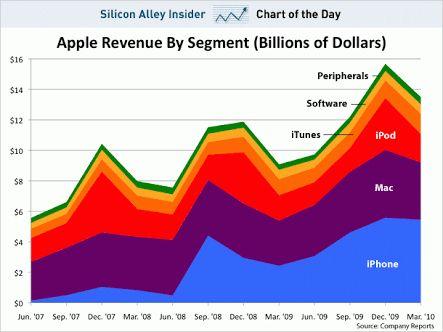 Silicon Alley Insider Chart of the Day
Apple Revenue By Segment (Billions of Dollars)
$16
$14
$12
$10
$8
$6
$4
$2
$0
Peripherals
Software
iTunes
iPod
Mac
iPhone
Jun. '07 Sep. '07 Dec. '07 Mar. '08 Jun. '08 Sep. '08 Dec. '08 Mar. '09 Jun. '09 Sep. '09 Dec. '09 Mar. '10
Source: Company Reports